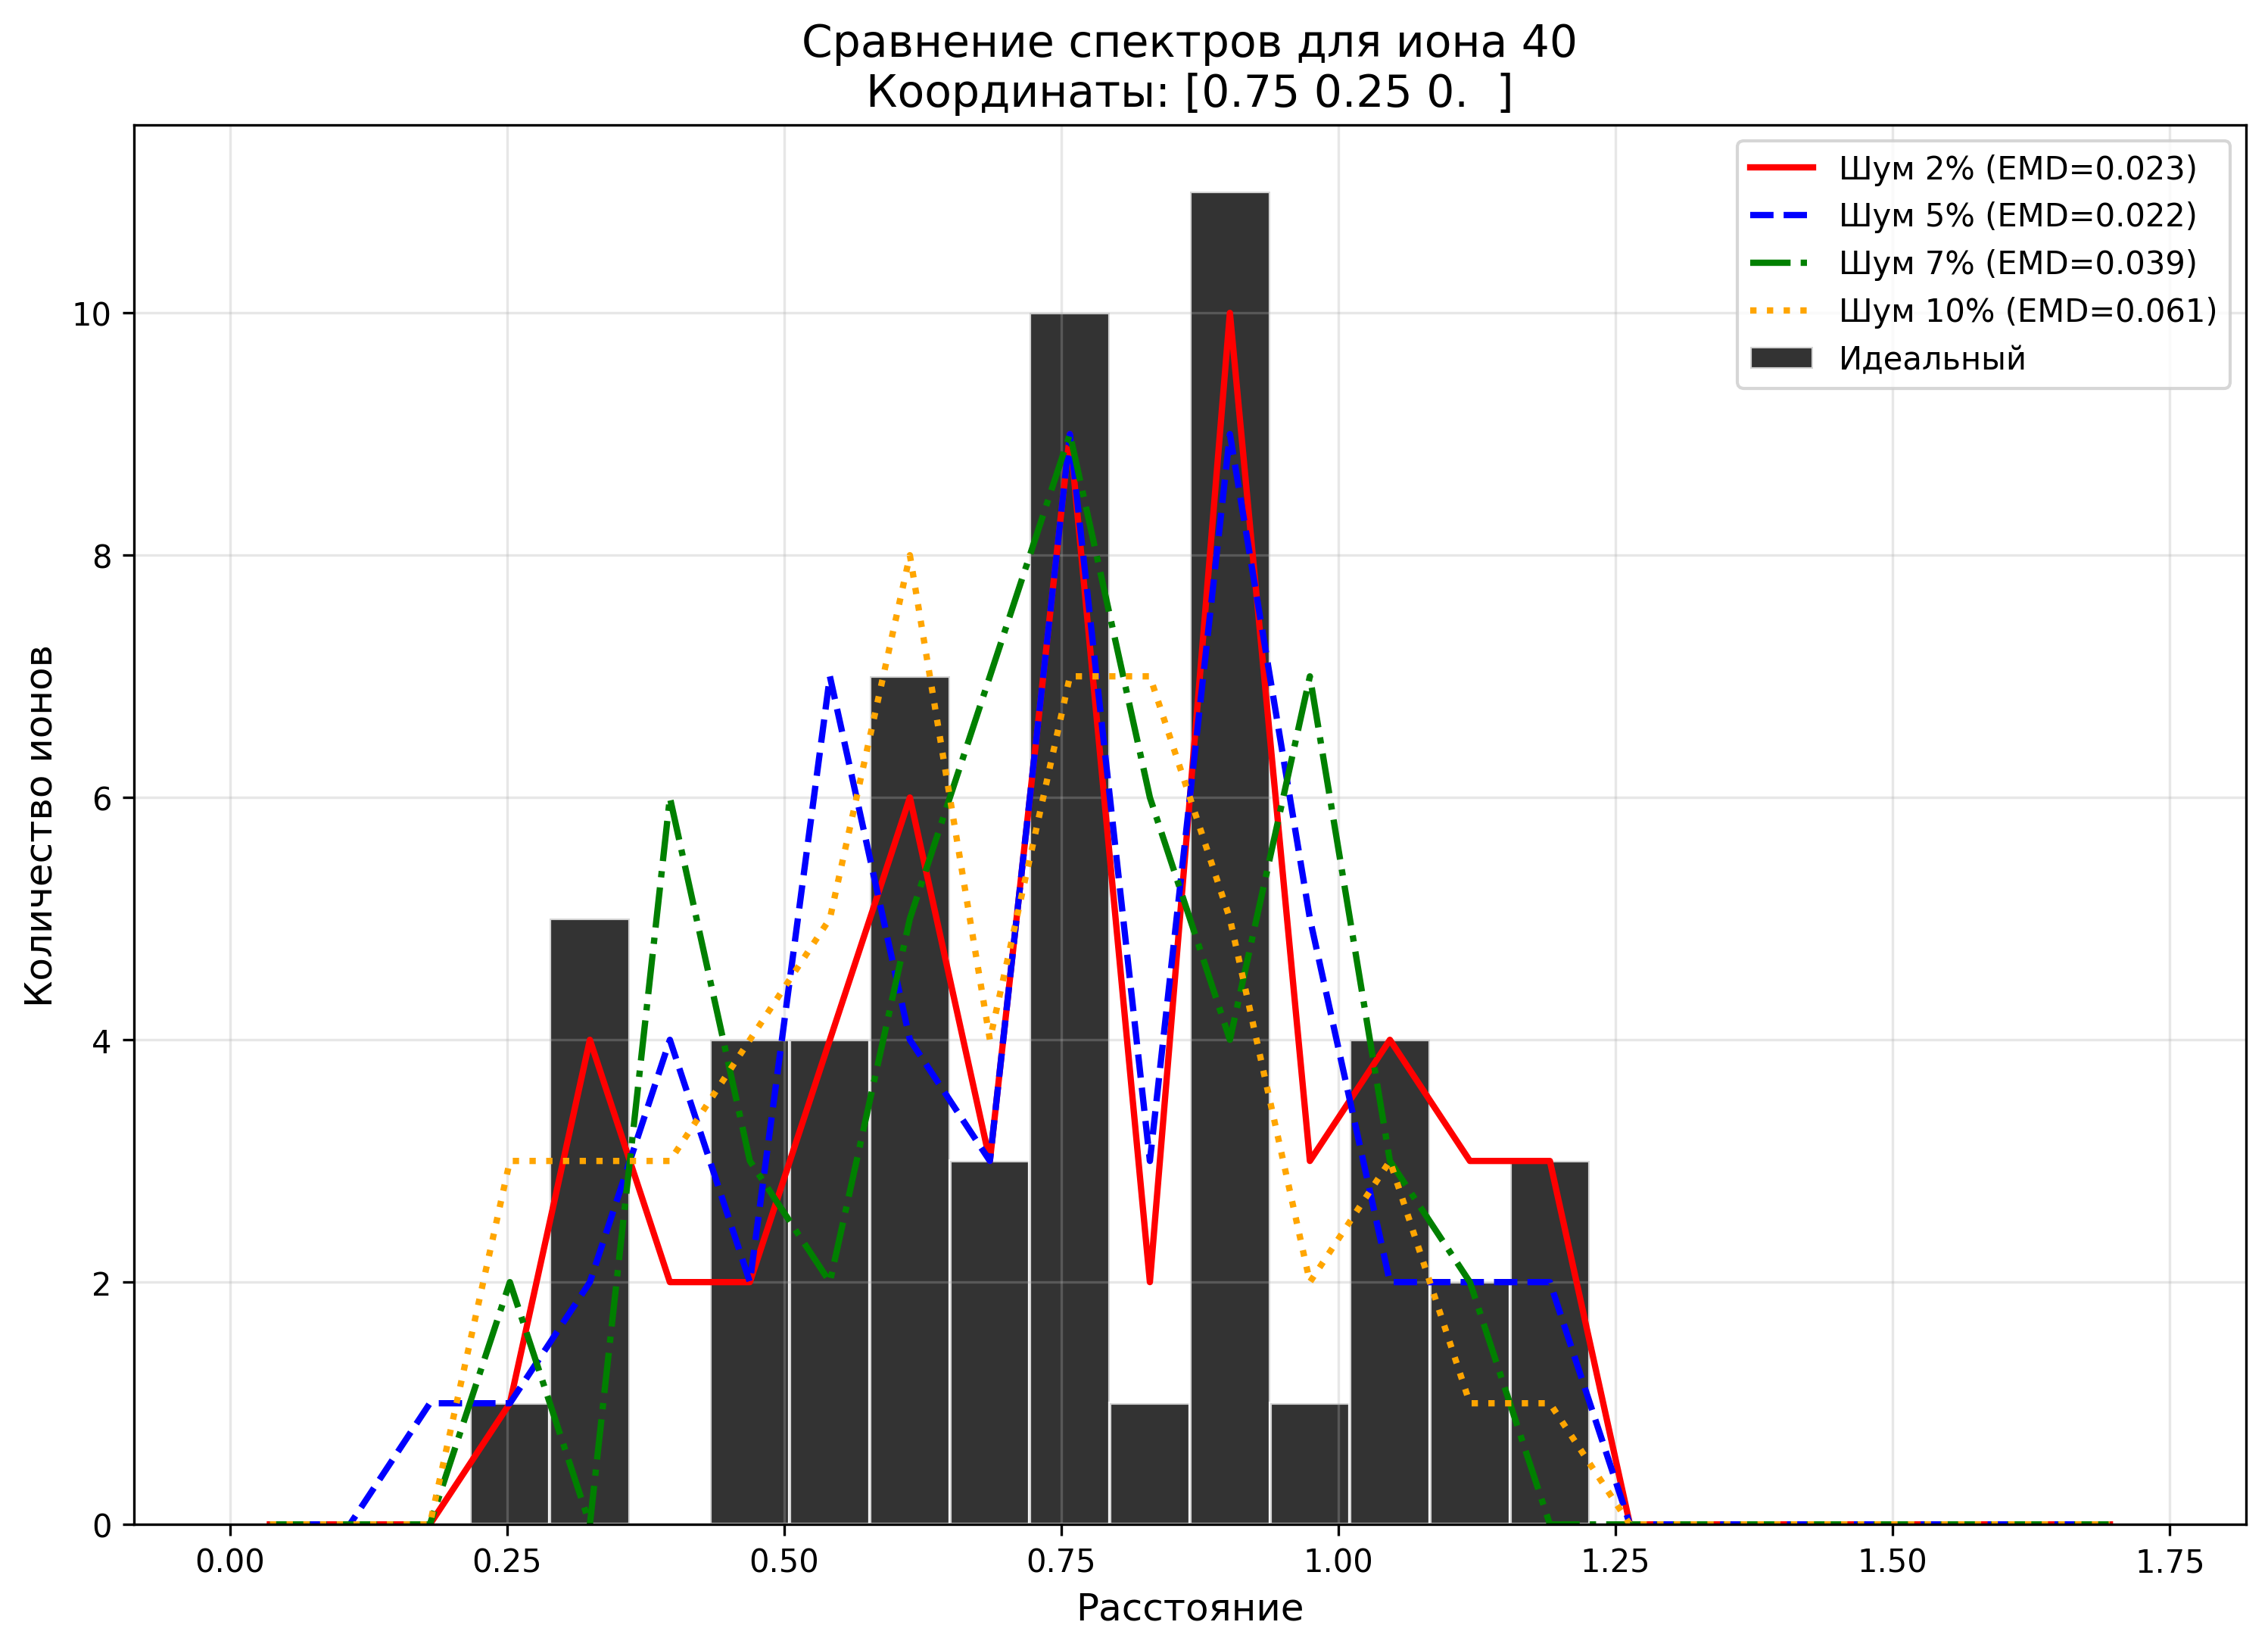 Сравнение спектров для иона 40
Координаты: [0.75 0.25 0.  ]
Шум 2% (EMD=0.023)
Шум 5% (EMD=0.022)
Шум 7% (EMD=0.039)
Шум 10% (EMD=0.061)
Идеальный
Количество ионов
10
8
6
4
2
0
0.00 0.25 0.50 0.75 1.00 1.25 1.50 1.75
Расстояние